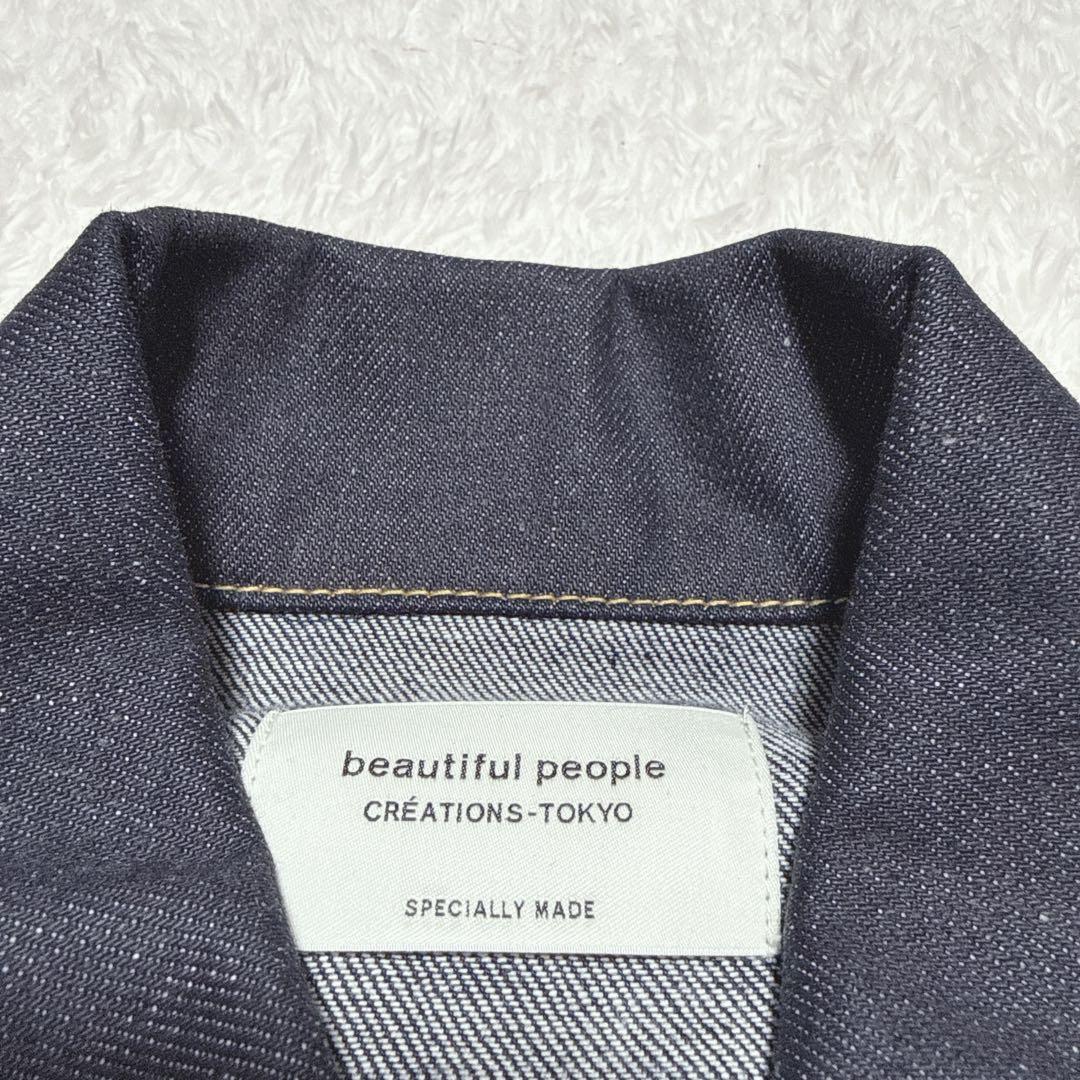 beautiful people
CRÉATIONS-TOKYO
SPECIALLY MADE